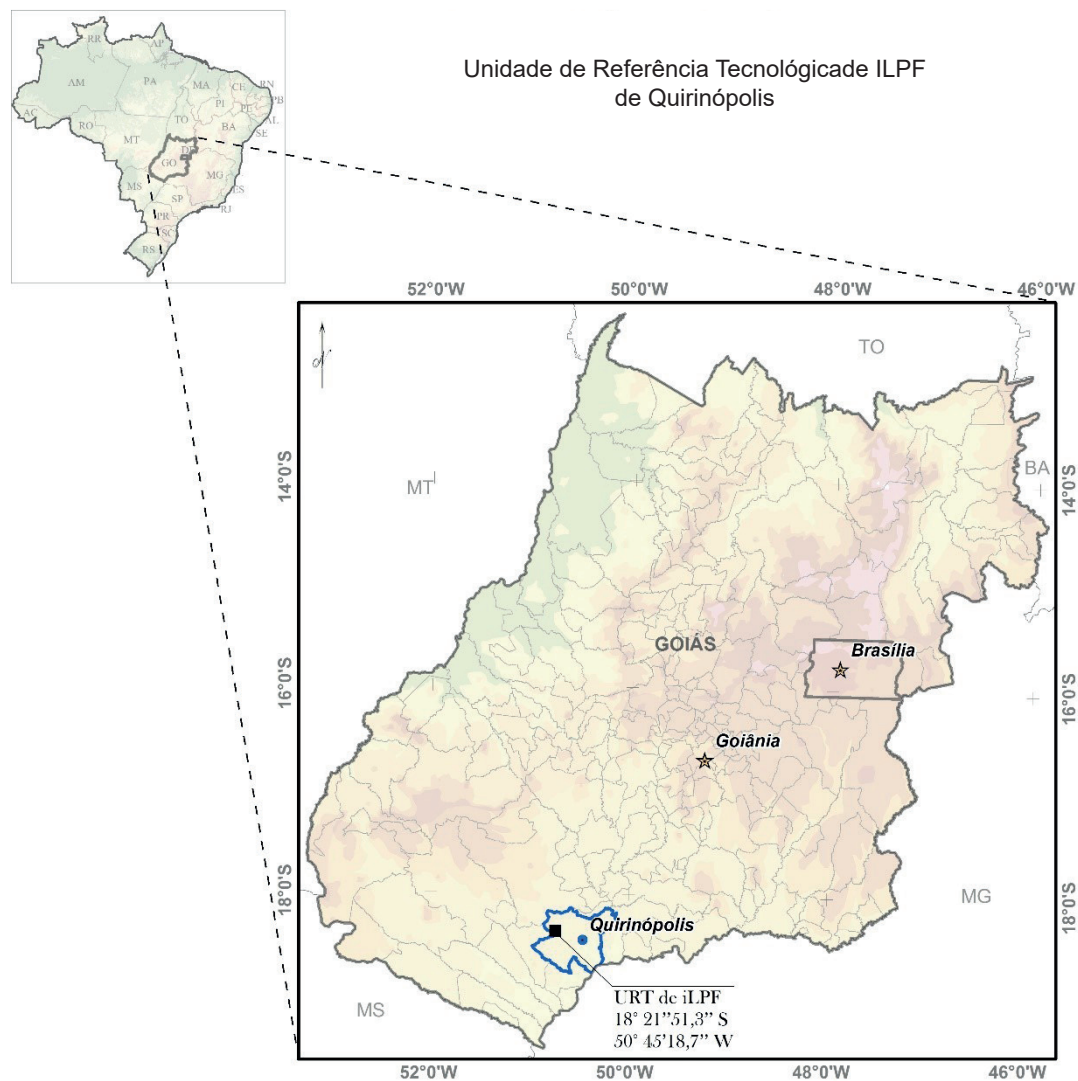 Unidade de Referência Tecnológicade ILPF
de Quirinópolis
RR
AP
AM
PA
MA
CE
RN
PB
PI
PE
AL
AC
TO
SE
RO
BA
MT
DF
GO
MG
MS
ES
SP
RJ
PR
SC
RS
52°0'W 50°0'W 48°0'W 46°0'W
TO
14°0'S
MT
BA
14°0'S
GOIÁS
Brasília
16°0'S
16°0'S
Goiânia
18°0'S
18°0'S
MG
Quirinópolis
URT de iLPF
18° 21”51,3” S
50° 45’18,7” W
MS
52°0'W 50°0'W 48°0'W 46°0'W